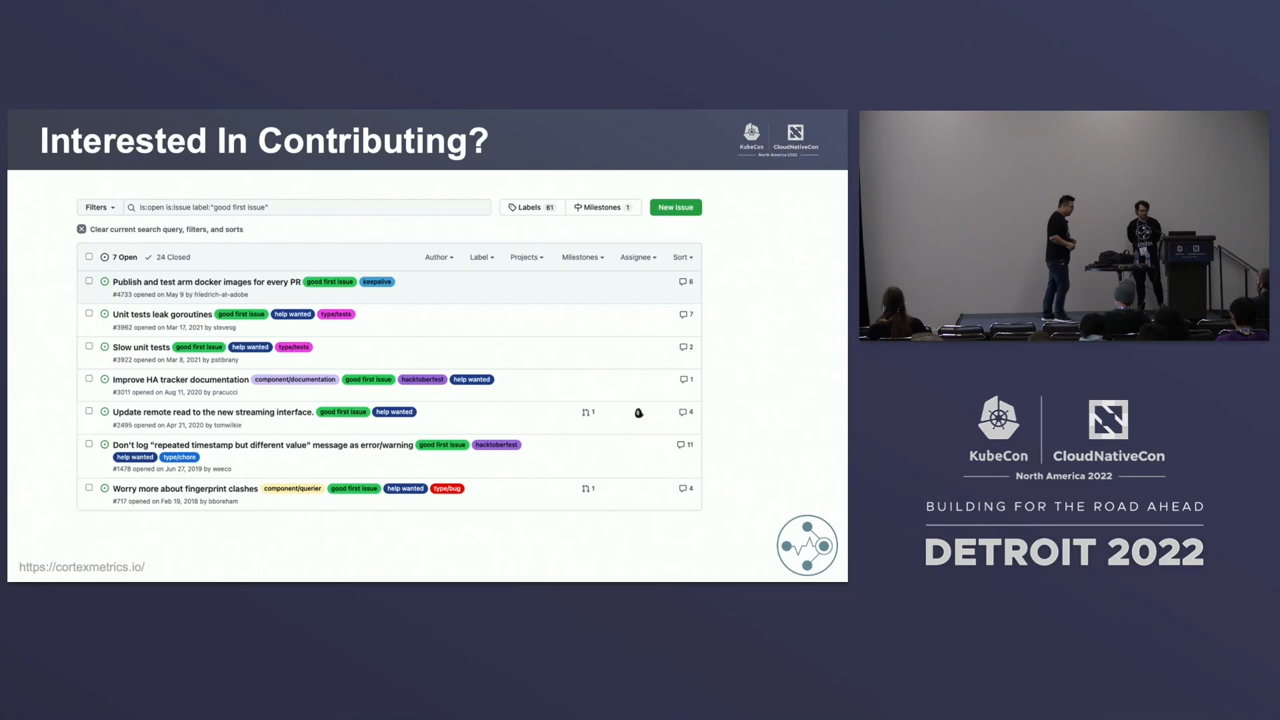 Interested In Contributing?
KubeCon
CloudNativeCon
North America 2022
Filters
is:open is:issue label:"good first issue"
Labels 61
Milestones 1
New issue
Clear current search query, filters, and sorts
7 Open
24 Closed
Author
Label
Projects
Milestones
Assignee
Sort
Publish and test arm docker images for every PR good first issue keepalive
6
#4733 opened on May 9 by friedrich-at-adobe
Unit tests leak goroutines good first issue help wanted type/tests
7
#3962 opened on Mar 17, 2021 by stevesg
Slow unit tests good first issue help wanted type/tests
2
#3922 opened on Mar 8, 2021 by pstibrany
Improve HA tracker documentation component/documentation good first issue hacktoberfest help wanted
1
#3011 opened on Aug 11, 2020 by pracucci
Update remote read to the new streaming interface. good first issue help wanted
1
4
#2495 opened on Apr 21, 2020 by tomwilkie
Don't log "repeated timestamp but different value" message as error/warning good first issue hacktoberfest
11
help wanted type/chore
#1478 opened on Jun 27, 2019 by weeco
Worry more about fingerprint clashes component/querier good first issue help wanted type/bug
1
4
#717 opened on Feb 19, 2018 by bboreham
https://cortexmetrics.io/
KubeCon
CloudNativeCon
North America 2022
BUILDING FOR THE ROAD AHEAD
DETROIT 2022